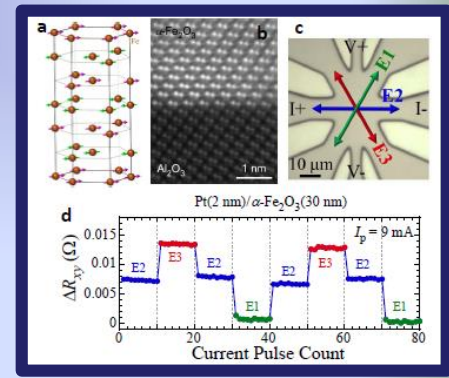 a
Fe
α-Fe₂O₃
b
Al₂O₃
1 nm
c
V+
E1
I+
E2
I-
E3
10 μm
V-
d
Pt(2 nm)/α-Fe₂O₃(30 nm)
Iₚ = 9 mA
ΔRₓᵧ (Ω)
0.015
0.01
0.005
0
E2
E3
E2
E1
E2
E3
E2
E1
0
20
40
60
80
Current Pulse Count